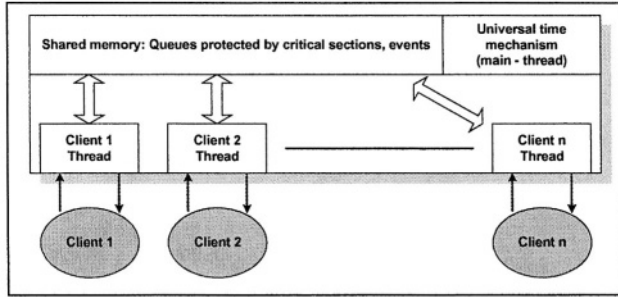 Shared memory: Queues protected by critical sections, events
Universal time
mechanism
(main - thread)
Client 1
Thread
Client 2
Thread
Client n
Thread
Client 1
Client 2
Client n